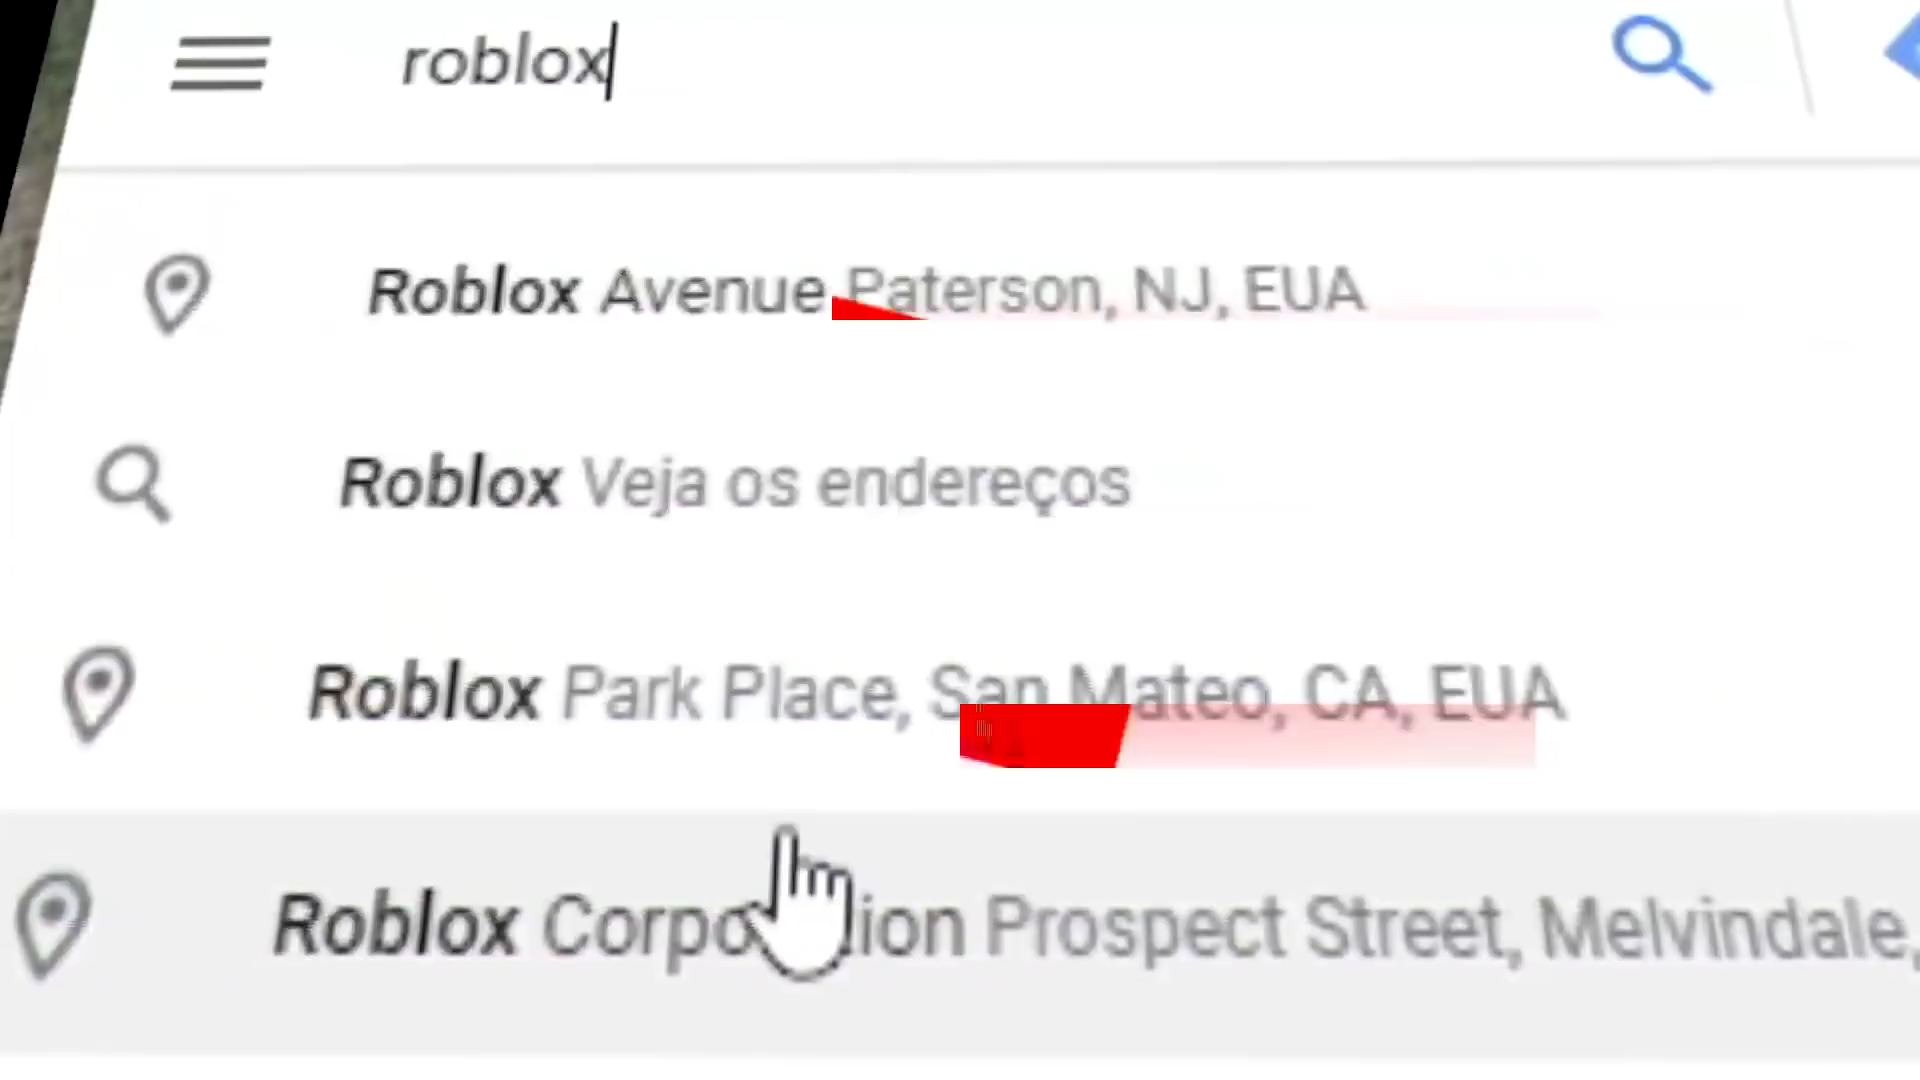 roblox
Roblox Avenue Paterson, NJ, EUA
Roblox Veja os endereços
Roblox Park Place, San Mateo, CA, EUA
Roblox Prospect Street, Melvindale,